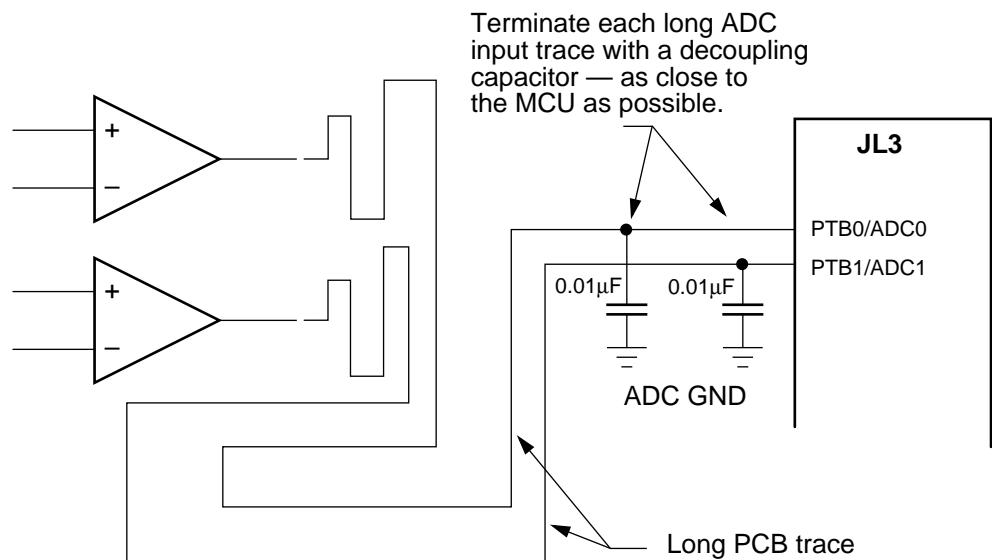 Terminate each long ADC
input trace with a decoupling
capacitor — as close to
the MCU as possible.
JL3
+
−
PTB0/ADC0
PTB1/ADC1
+
−
0.01µF
0.01µF
ADC GND
Long PCB trace